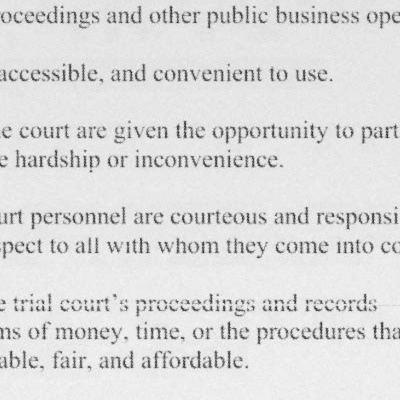 roceedings and other public business ope
accessible, and convenient to use.
e court are given the opportunity to part
e hardship or inconvenience.
urt personnel are courteous and responsi
spect to all with whom they come into co
e trial court's proceedings and records
ms of money, time, or the procedures tha
able, fair, and affordable.